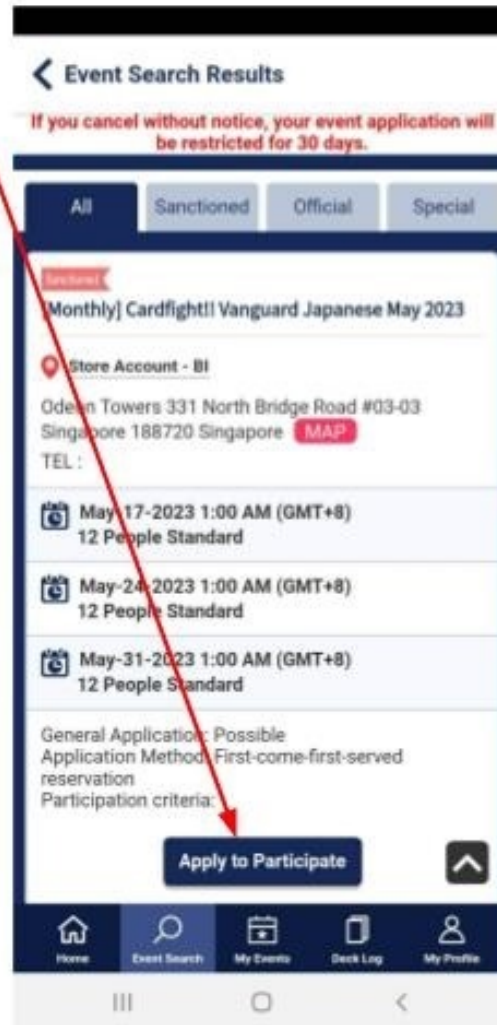 Event Search Results
If you cancel without notice, your event application will
be restricted for 30 days.
All Sanctioned Official Special
Sanctioned
[Monthly] Cardfight!! Vanguard Japanese May 2023
Store Account - BI
Odeon Towers 331 North Bridge Road #03-03
Singapore 188720 Singapore MAP
TEL :
May-17-2023 1:00 AM (GMT+8)
12 People Standard
May-24-2023 1:00 AM (GMT+8)
12 People Standard
May-31-2023 1:00 AM (GMT+8)
12 People Standard
General Application: Possible
Application Method: First-come-first-served
reservation
Participation criteria:
Apply to Participate
Home Event Search My Events Deck Log My Profile